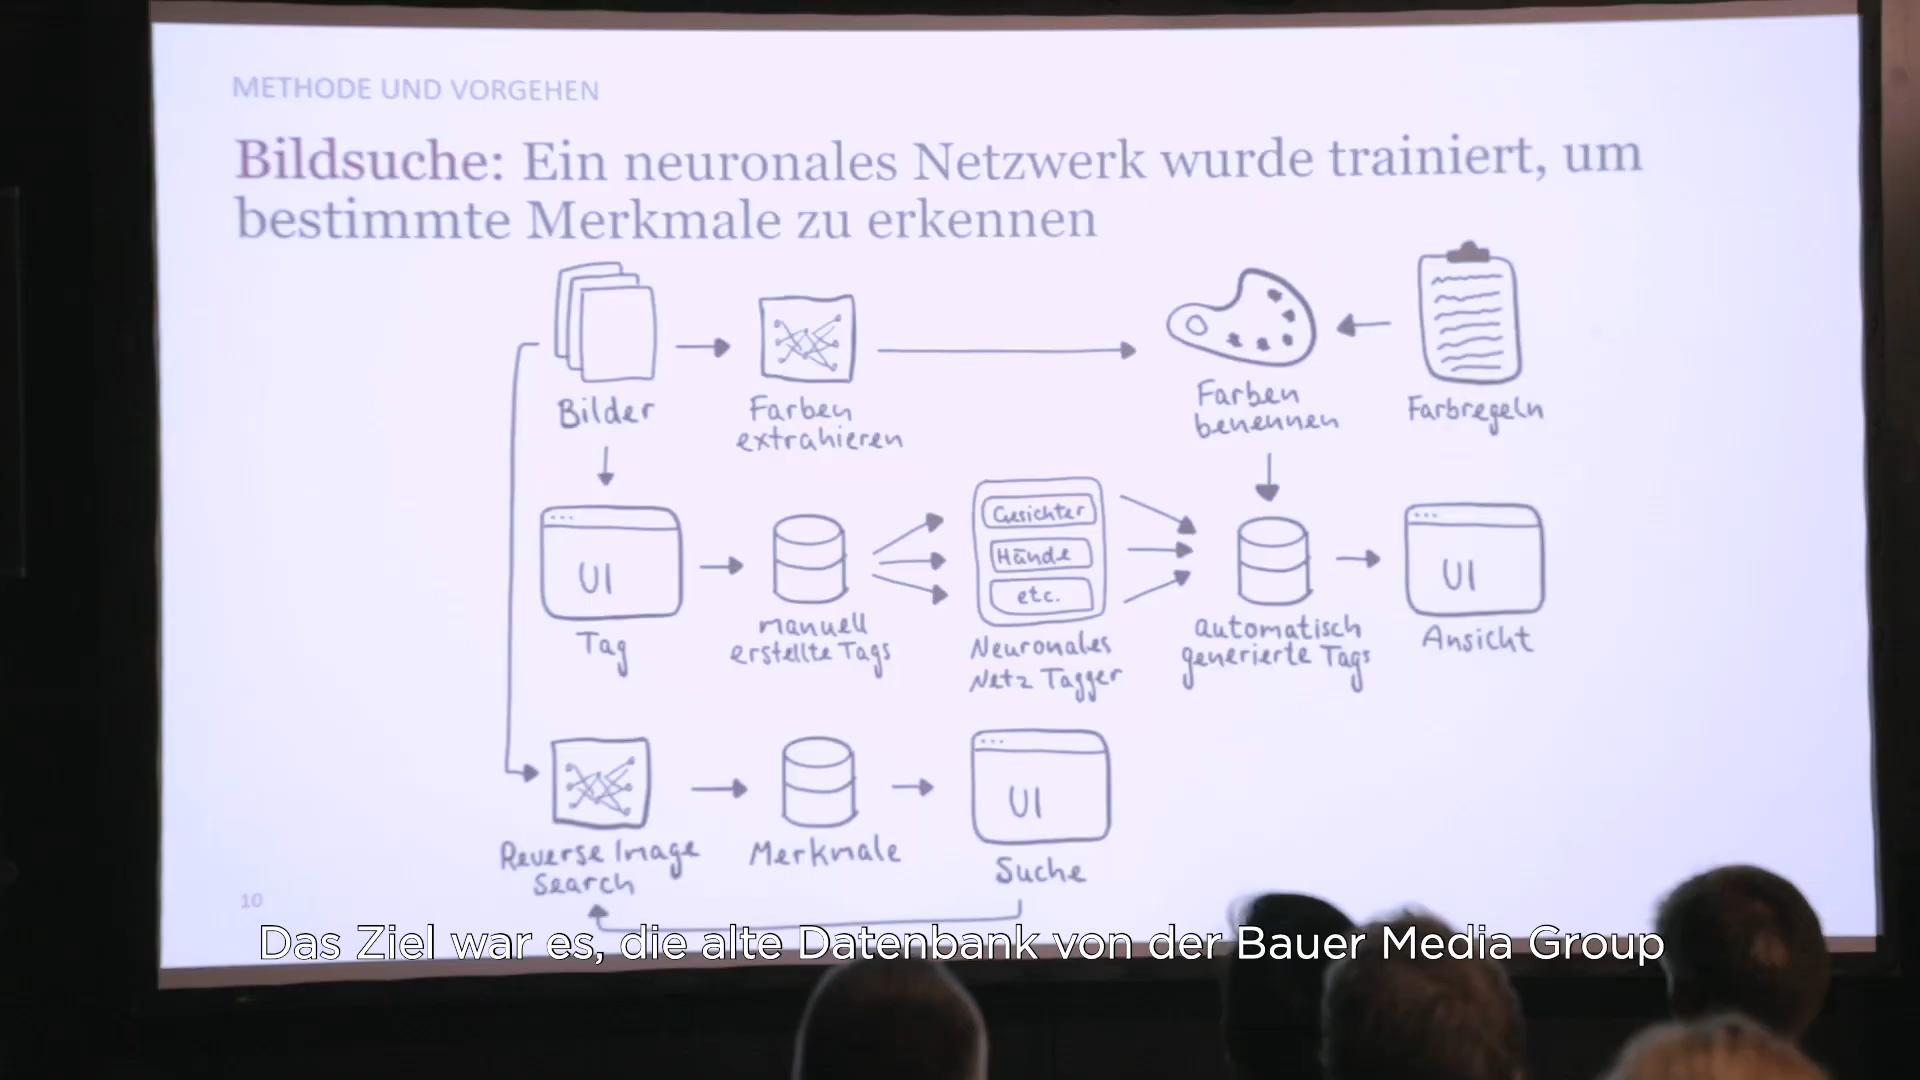 METHODE UND VORGEHEN
Bildsuche: Ein neuronales Netzwerk wurde trainiert, um
bestimmte Merkmale zu erkennen
Bilder
Farben
extrahieren
Farben
benennen
Farbregeln
UI
Tag
manuell
erstellte Tags
Gesichter
Hände
etc.
Neuronales
Netz Tagger
automatisch
generierte Tags
UI
Ansicht
Reverse Image
Search
Merkmale
UI
Suche
10
Das Ziel war es, die alte Datenbank von der Bauer Media Group